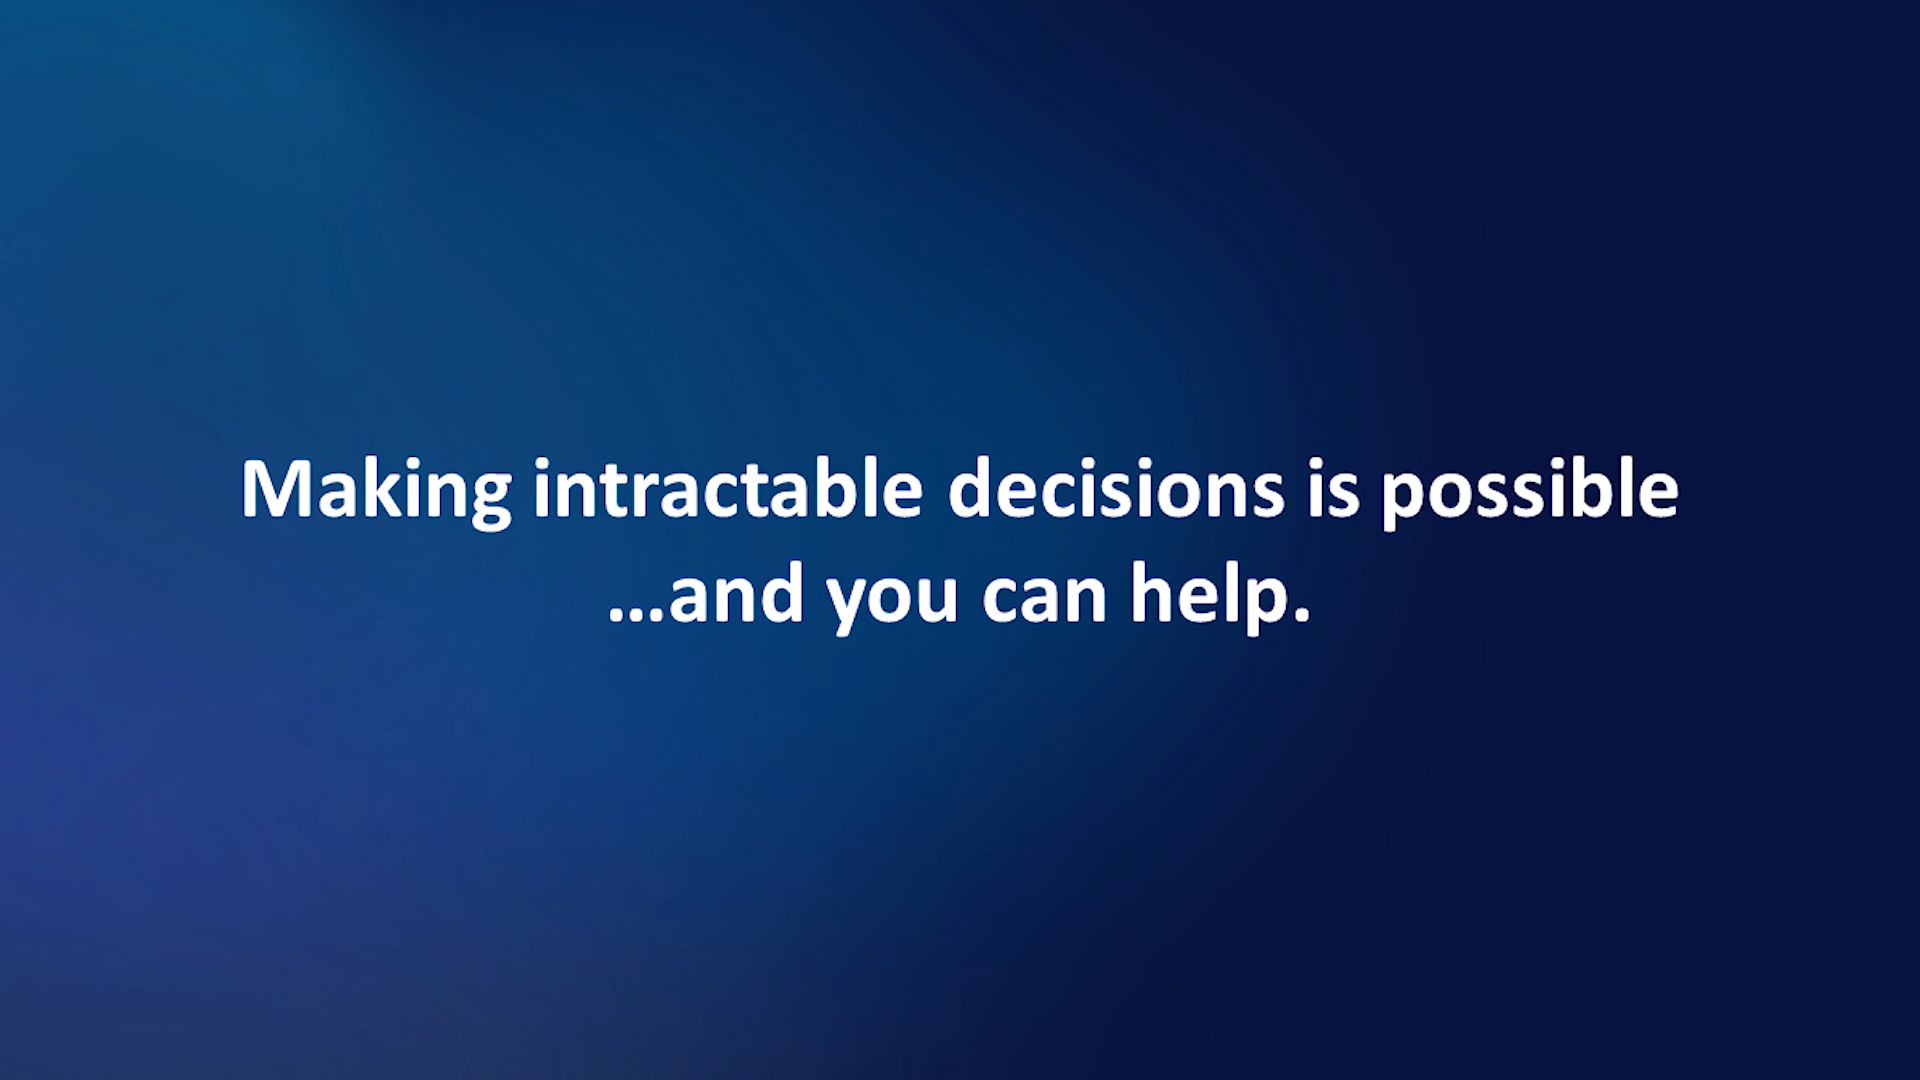 Making intractable decisions is possible
...and you can help.